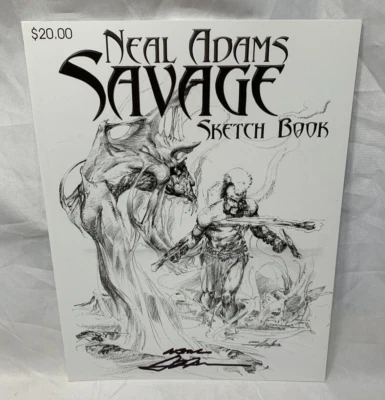 $20.00
NEAL ADAMS
SAVAGE
SKETCH BOOK